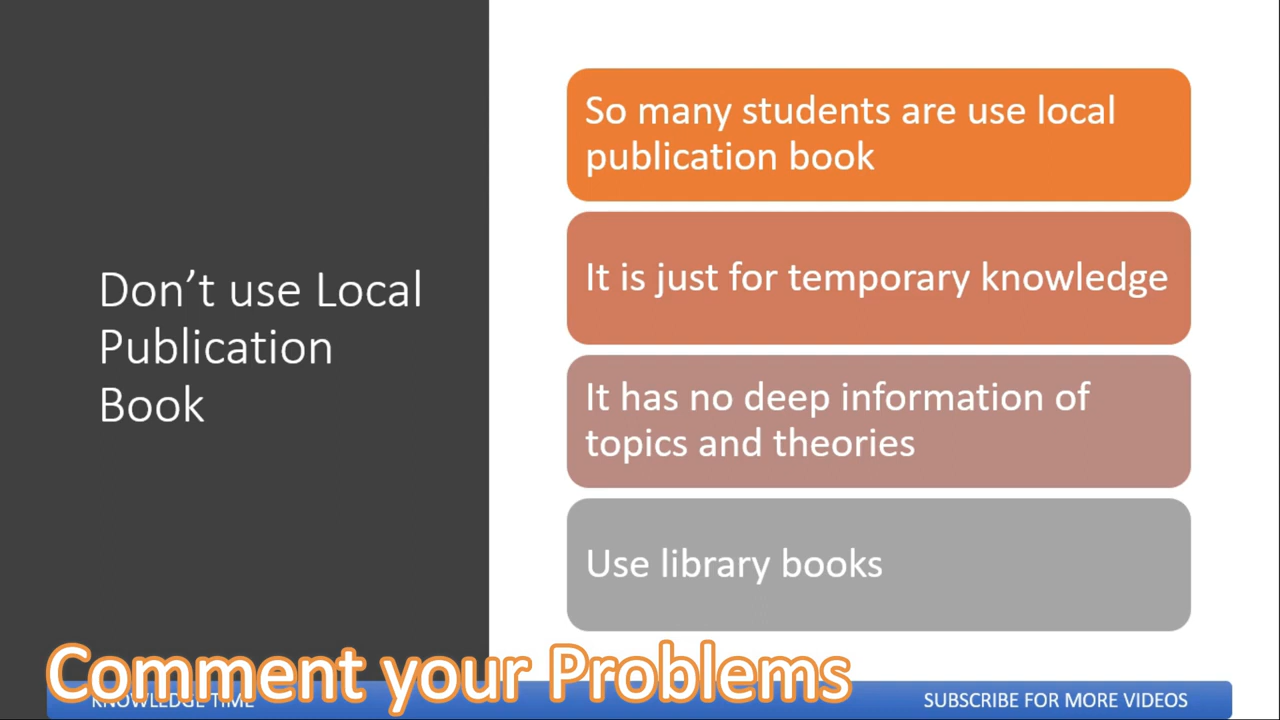 Don’t use Local
Publication
Book
So many students are use local
publication book
It is just for temporary knowledge
It has no deep information of
topics and theories
Use library books
Comment your Problems
KNOWLEDGE TIME
SUBSCRIBE FOR MORE VIDEOS